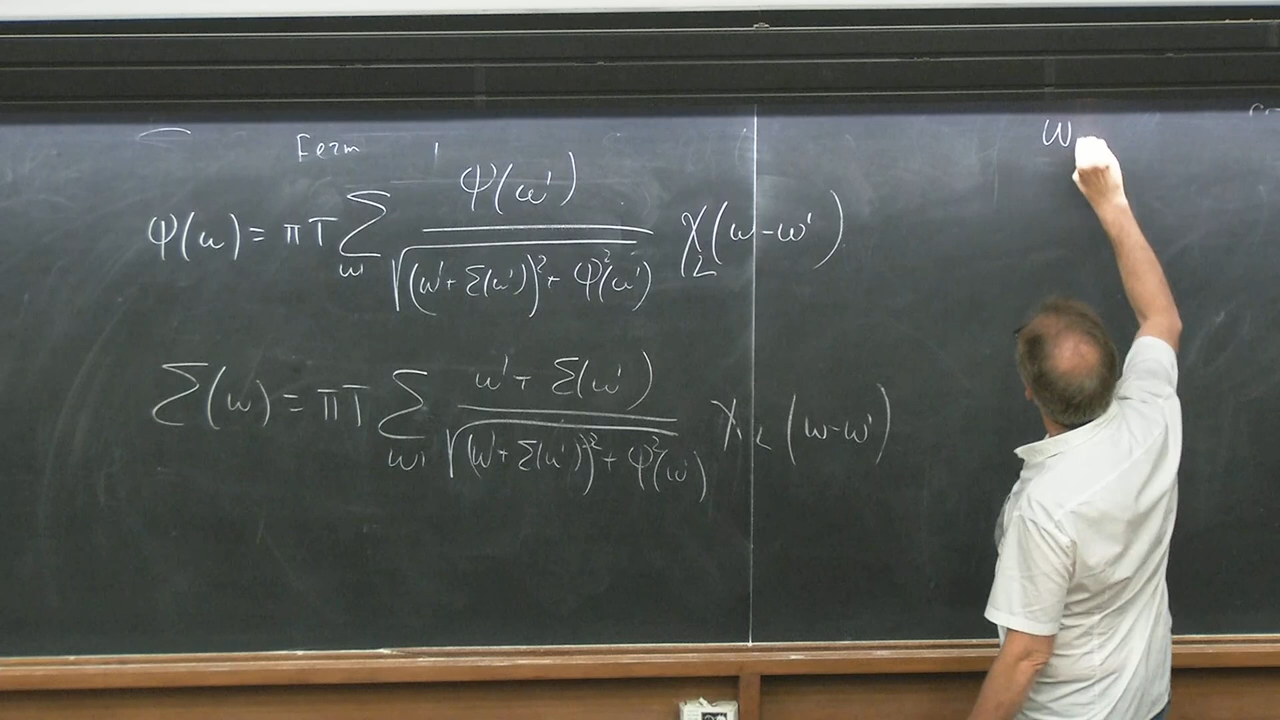 Ferm
ω
Φ(ω) = πT Σ_ω' Φ(ω') / √((ω'+Σ(ω'))²+Φ²(ω')) χ_L(ω-ω')
Σ(ω) = πT Σ_ω' ω'+Σ(ω') / √((ω'+Σ(ω'))²+Φ²(ω')) χ_L(ω-ω')